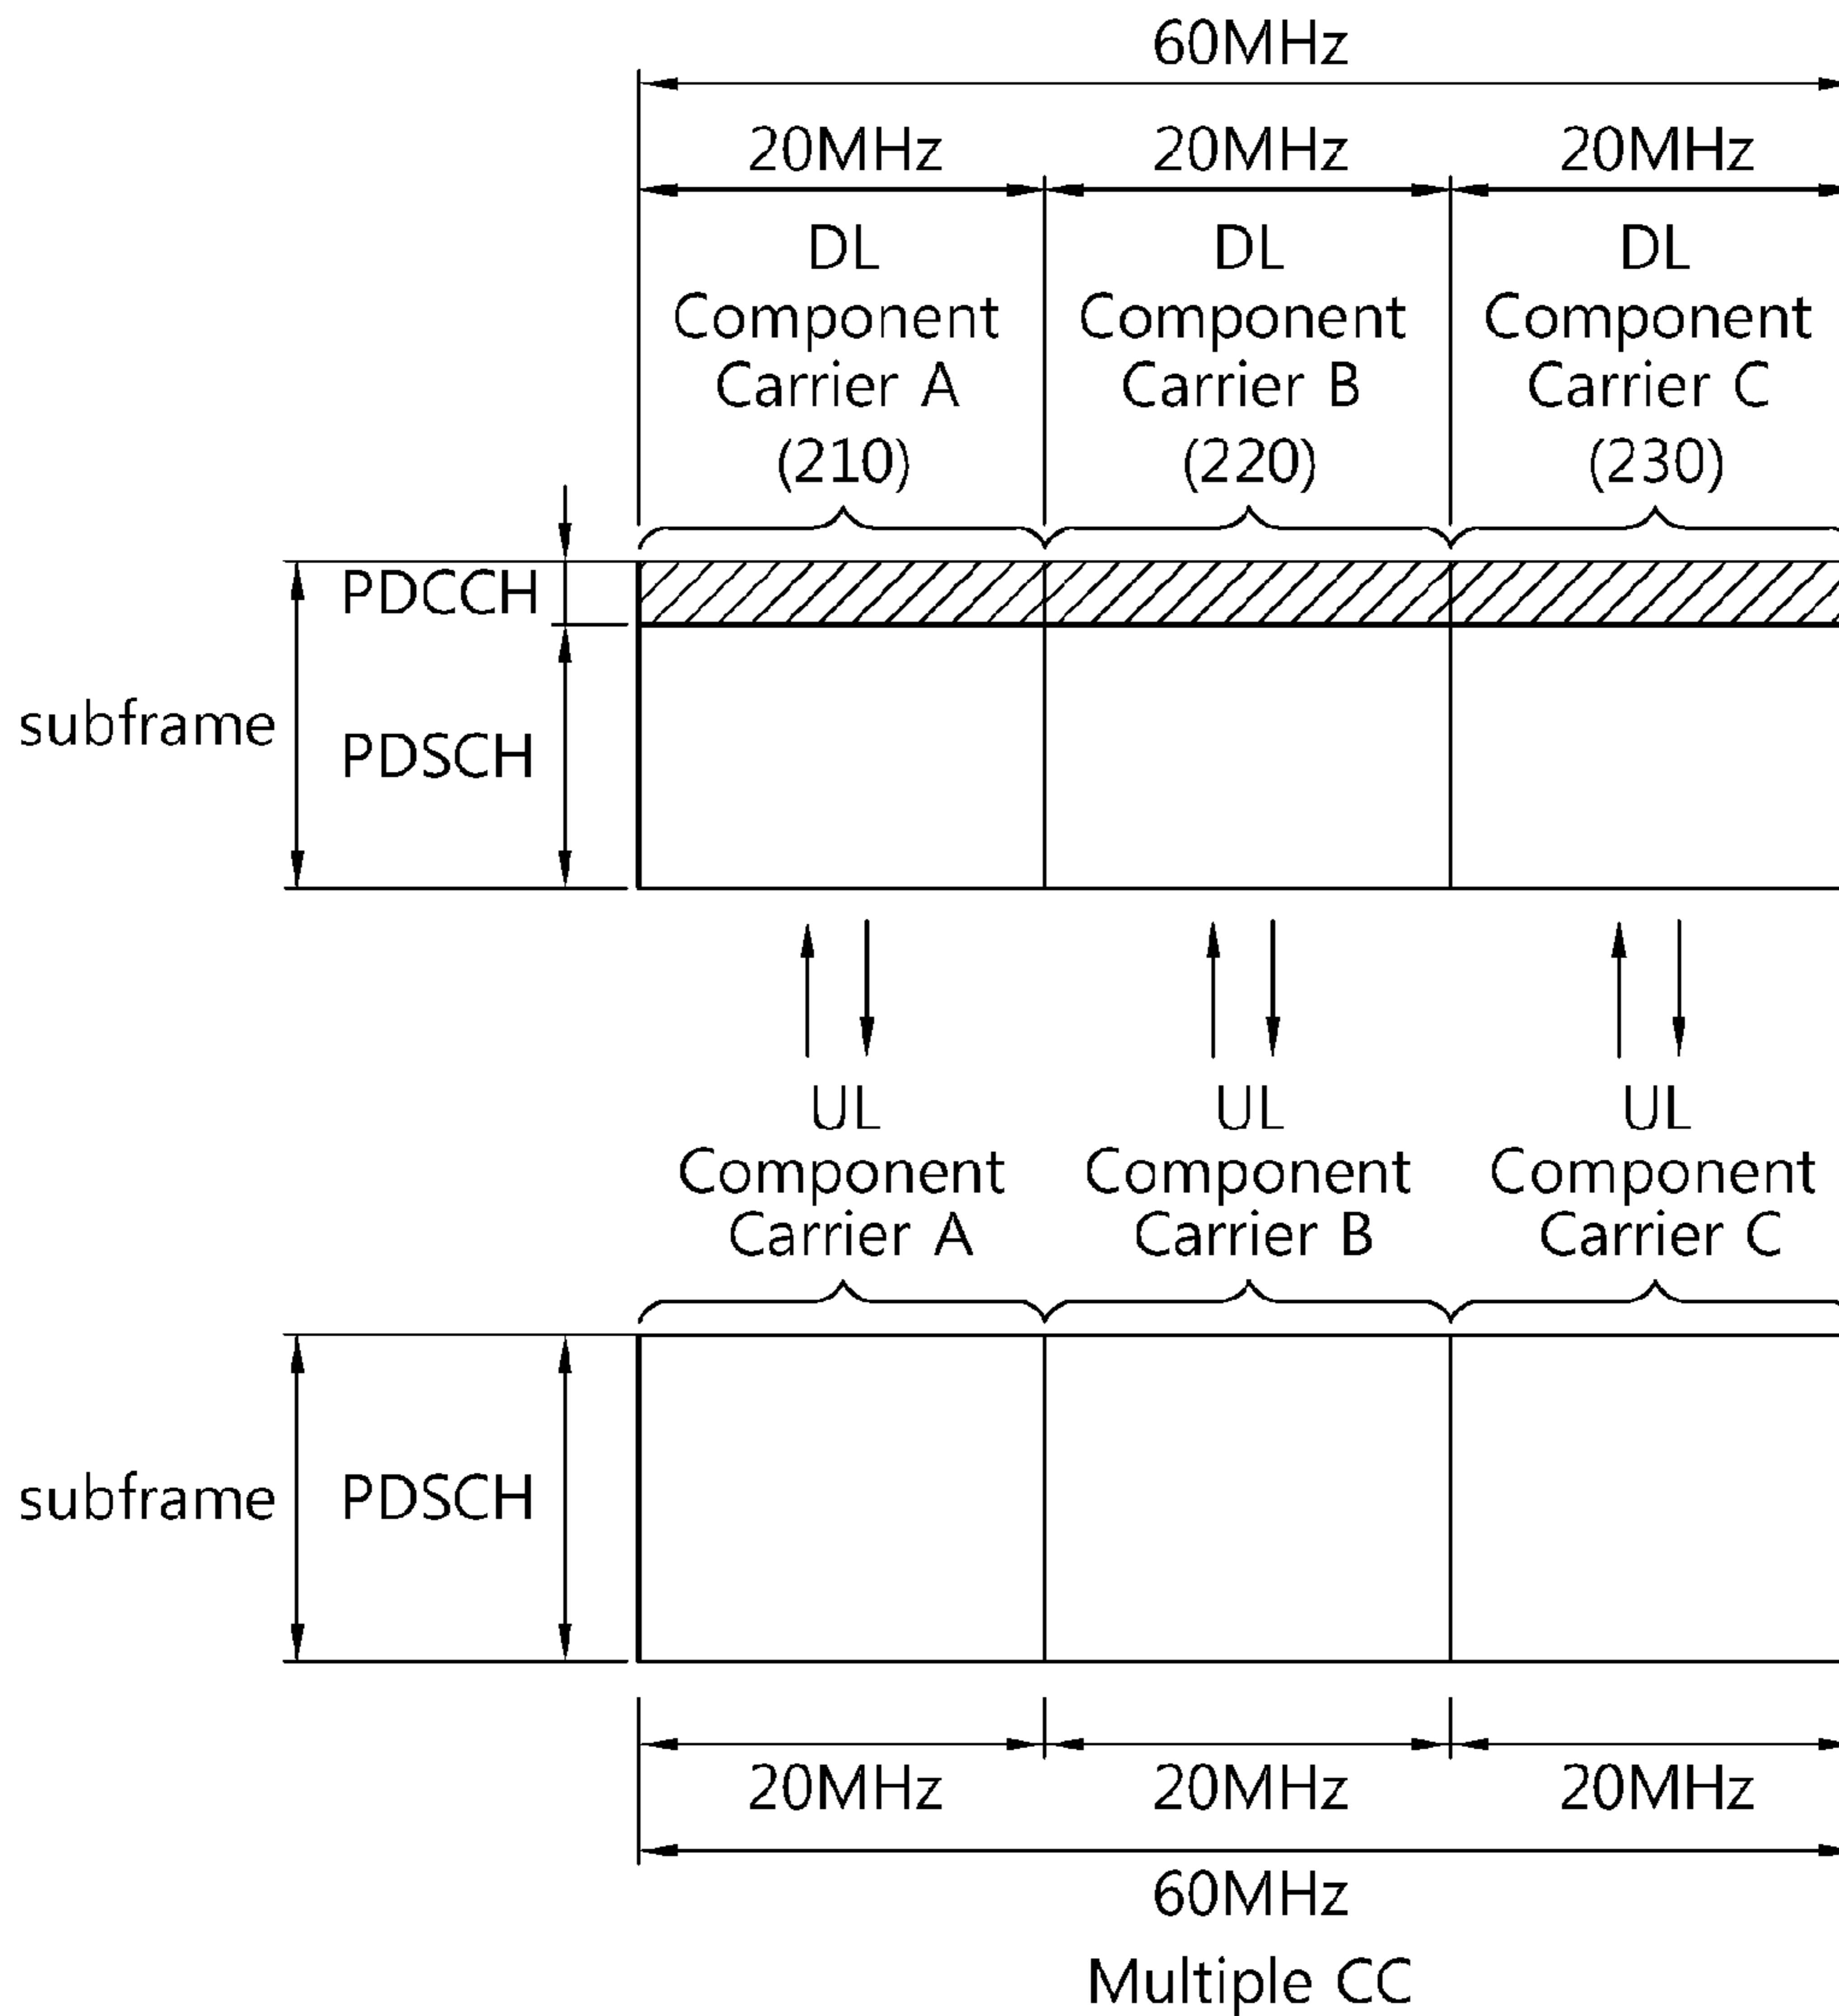 60MHz
20MHz 20MHz 20MHz
DL DL DL
Component Component Component
Carrier A Carrier B Carrier C
(210) (220) (230)
PDCCH
subframe
PDSCH
UL UL UL
Component Component Component
Carrier A Carrier B Carrier C
subframe PDSCH
20MHz 20MHz 20MHz
60MHz
Multiple CC